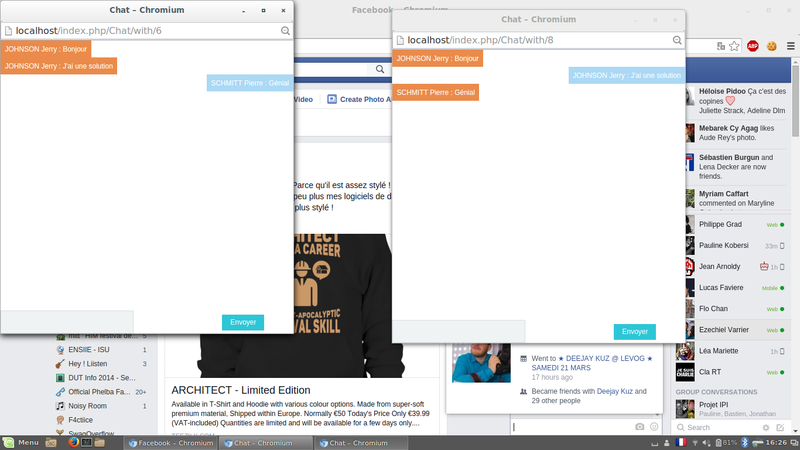 Facebook – Chromium
Chat – Chromium
localhost/index.php/Chat/with/6
JOHNSON Jerry : Bonjour
JOHNSON Jerry : J'ai une solution
SCHMITT Pierre : Génial
Envoyer
Chat – Chromium
localhost/index.php/Chat/with/8
JOHNSON Jerry : Bonjour
JOHNSON Jerry : J'ai une solution
SCHMITT Pierre : Génial
Envoyer
Video
Create Photo A
Parce qu'il est assez stylé !
peu plus mes logiciels de d
plus stylé !
A CAREER
ARCHITECT - Limited Edition
Available in T-Shirt and Hoodie with various colour options. Made from super-soft
premium material, Shipped within Europe. Normally €50 Today's Price Only €39.99
(VAT-included) Quantities are limited and will be available for a few days only....
ENSIIE - ISU 1
Hey ! Liisten 3
DUT Info 2014 - Se...
Official Phelba Fa... 20+
Noisy Room 1
F4ctiice
SwagOverflow
Went to ★ DEEJAY KUZ @ LEVOG ★
SAMEDI 21 MARS
17 hours ago
Became friends with Deejay Kuz and
29 other people
ABP
Héloise Pidoo Ça c'est des
copines
Juliette Strack, Adeline Dlm
Mebarek Cy Agag likes
Aude Rey's photo.
Sébastien Burgun and
Lena Decker are now
friends.
Myriam Caffart
commented on Maryline
Philippe Grad Web
Pauline Kobersi 33m
Jean Arnoldy 1h
Lucas Faviere Mobile
Flo Chan Web
Ezechiel Varrier Web
Léa Mariette 1h
Cla RT Web
JE SUIS
CHARLIE
GROUP CONVERSATIONS
Projet IPI
Pauline, Bastien, Jonathan
Search
Menu
Facebook – Chromium
Chat – Chromium
Chat – Chromium
81%
16:26